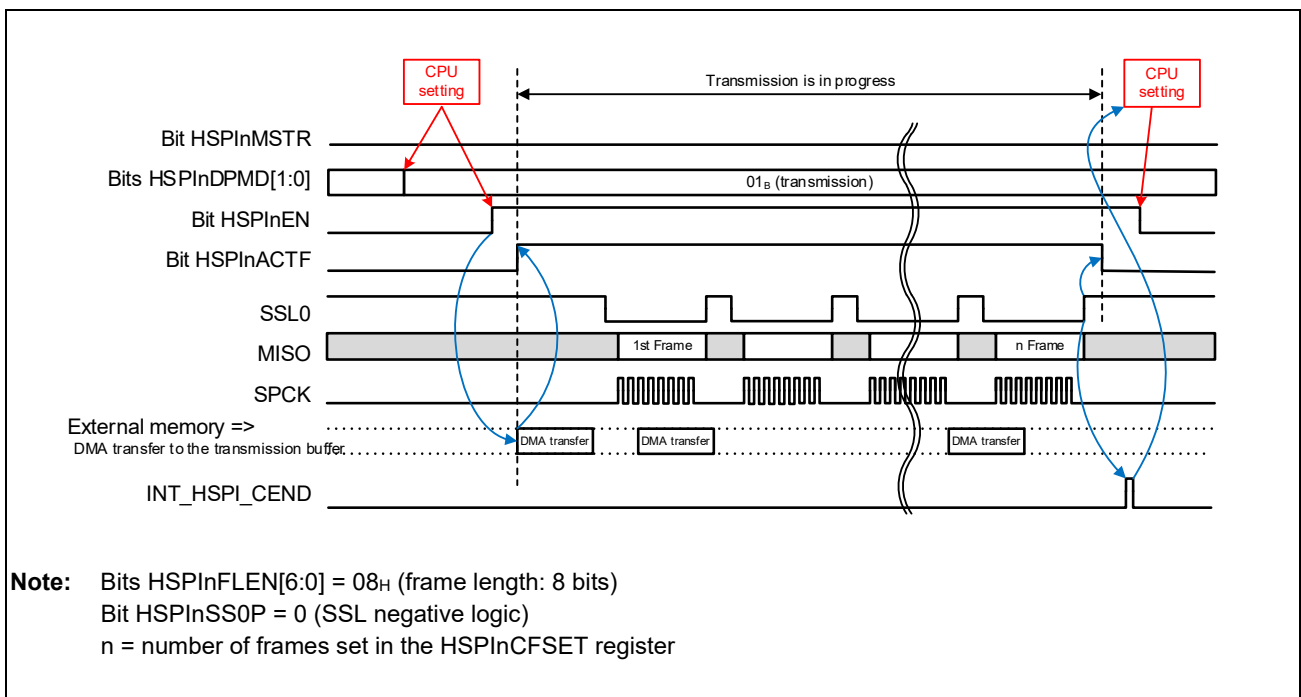 CPU
setting
Transmission is in progress
CPU
setting
Bit HSPInMSTR
Bits HSPInDPMD[1:0]
01B (transmission)
Bit HSPInEN
Bit HSPInACTF
SSL0
MISO
1st Frame
n Frame
SPCK
External memory =>
DMA transfer to the transmission buffer
DMA transfer
DMA transfer
DMA transfer
INT_HSPI_CEND
Note: Bits HSPInFLEN[6:0] = 08H (frame length: 8 bits)
Bit HSPInSS0P = 0 (SSL negative logic)
n = number of frames set in the HSPInCFSET register